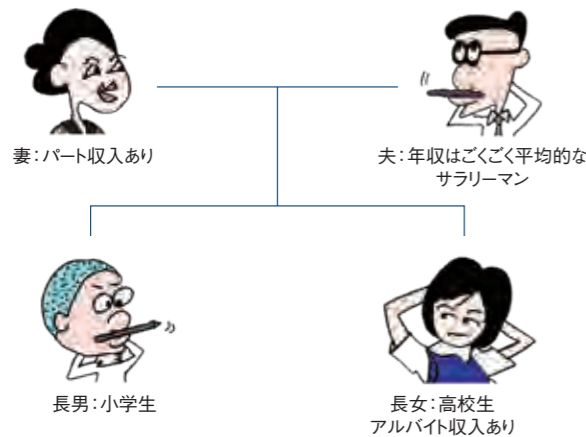 妻：パート収入あり
夫：年収はごくごく平均的な
サラリーマン
長男：小学生
長女：高校生
アルバイト収入あり